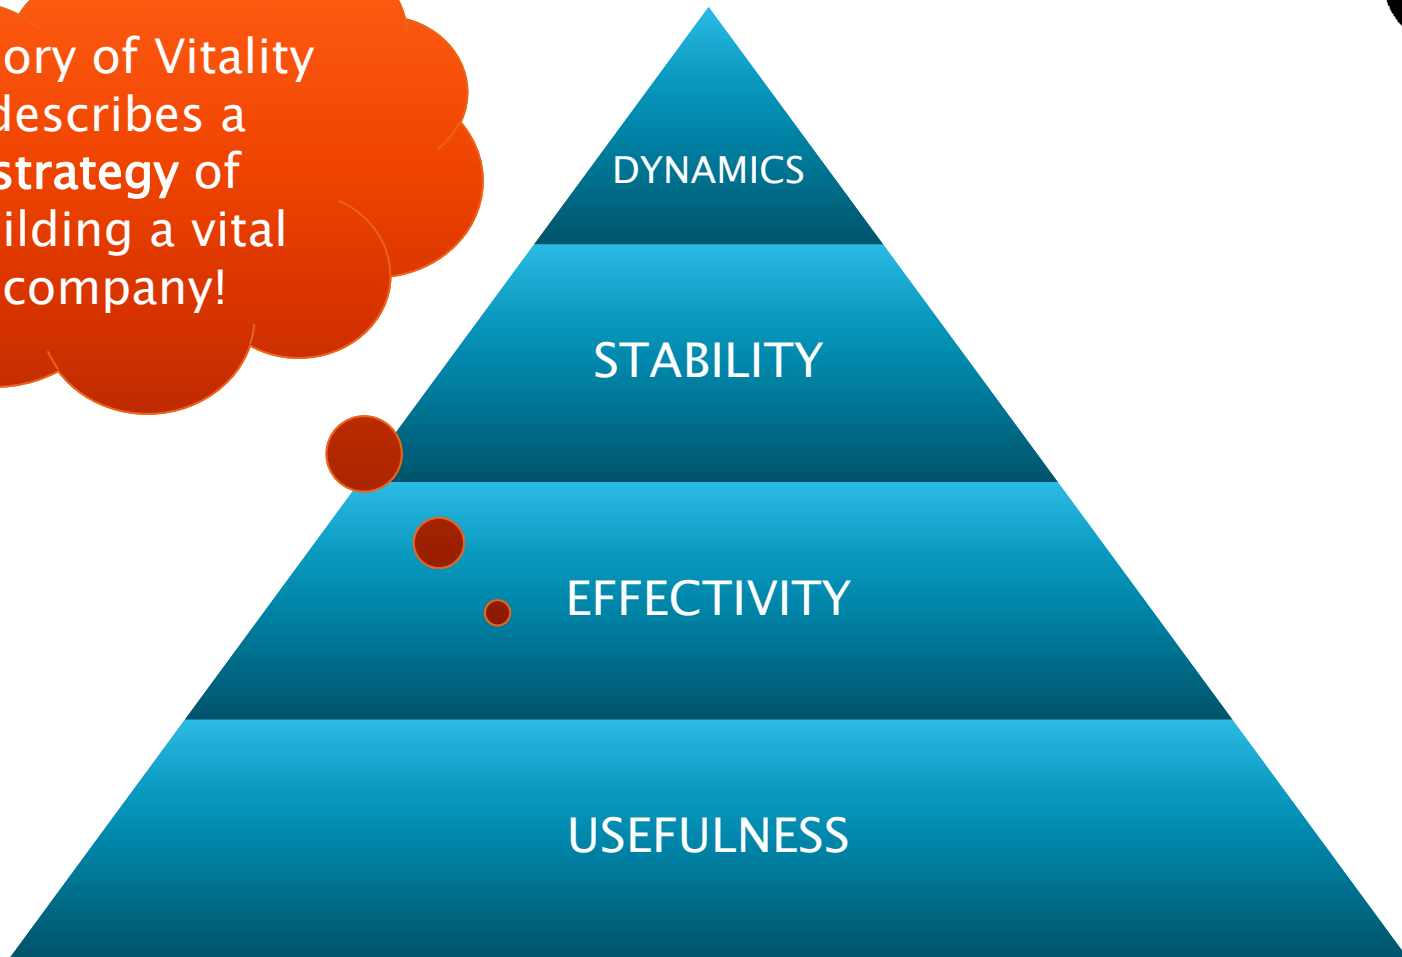 ory of Vitality
describes a
strategy of
ilding a vital
company!
DYNAMICS
STABILITY
EFFECTIVITY
USEFULNESS